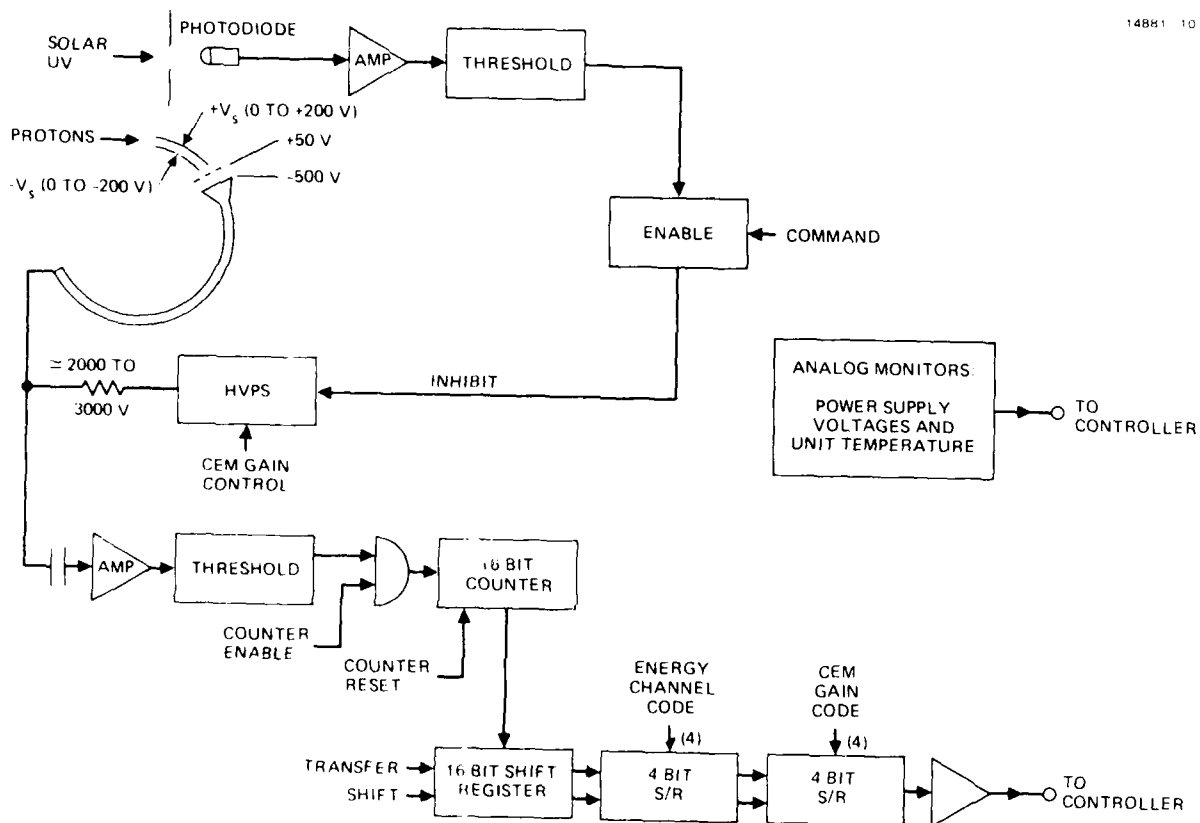 14881 10
SOLAR
UV
PHOTODIODE
AMP
THRESHOLD
+Vs (0 TO +200 V)
PROTONS
+50 V
-Vs (0 TO -200 V)
-500 V
ENABLE
COMMAND
≃ 2000 TO
3000 V
HVPS
INHIBIT
CEM GAIN
CONTROL
ANALOG MONITORS:
POWER SUPPLY
VOLTAGES AND
UNIT TEMPERATURE
TO
CONTROLLER
AMP
THRESHOLD
16 BIT
COUNTER
COUNTER
ENABLE
COUNTER
RESET
ENERGY
CHANNEL
CODE
(4)
CEM
GAIN
CODE
(4)
TRANSFER
SHIFT
16 BIT SHIFT
REGISTER
4 BIT
S/R
4 BIT
S/R
TO
CONTROLLER